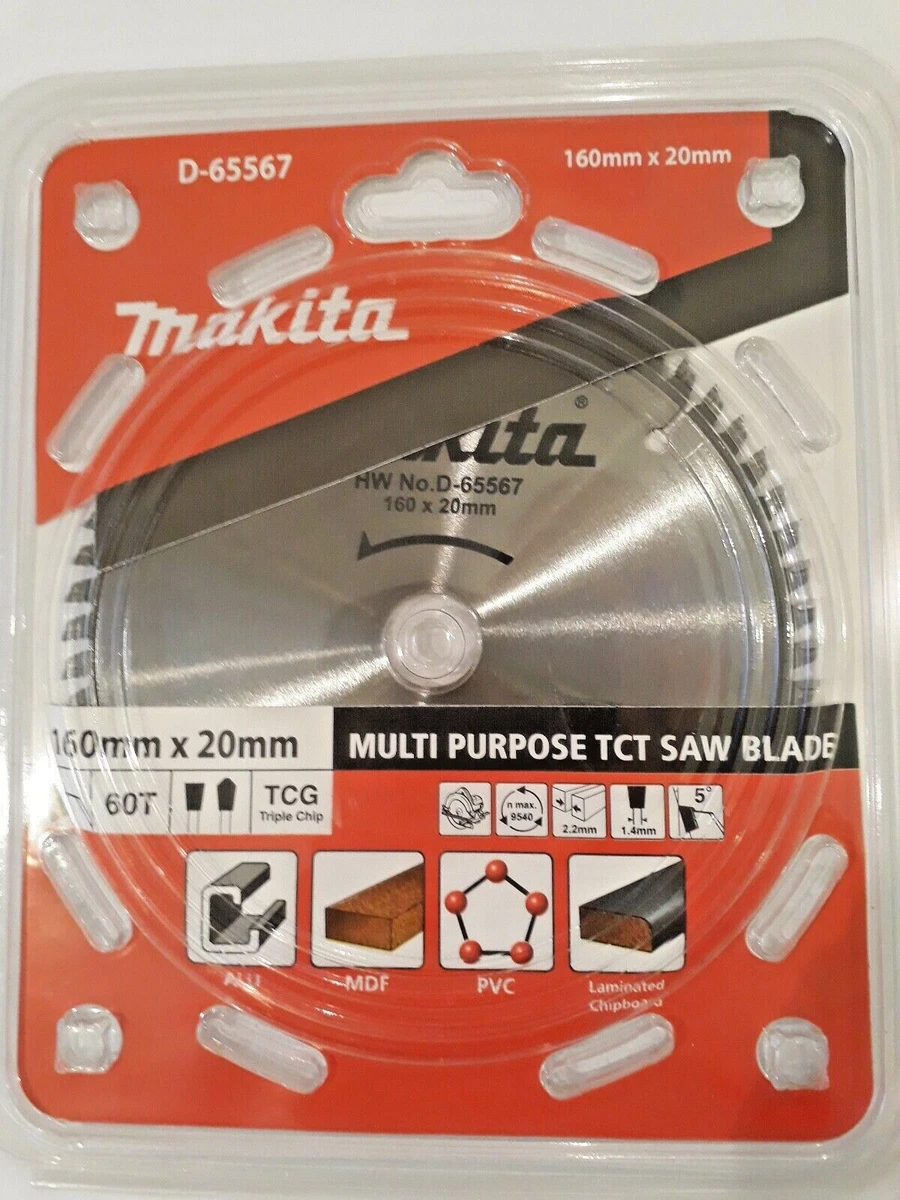 D-65567
160mm x 20mm
makita
kita®
HW No.D-65567
160 x 20mm
160mm x 20mm
MULTI PURPOSE TCT SAW BLADE
60T
TCG
Triple Chip
n max.
9540
2.2mm
1.4mm
5°
ALU
MDF
PVC
Laminated
Chipboard